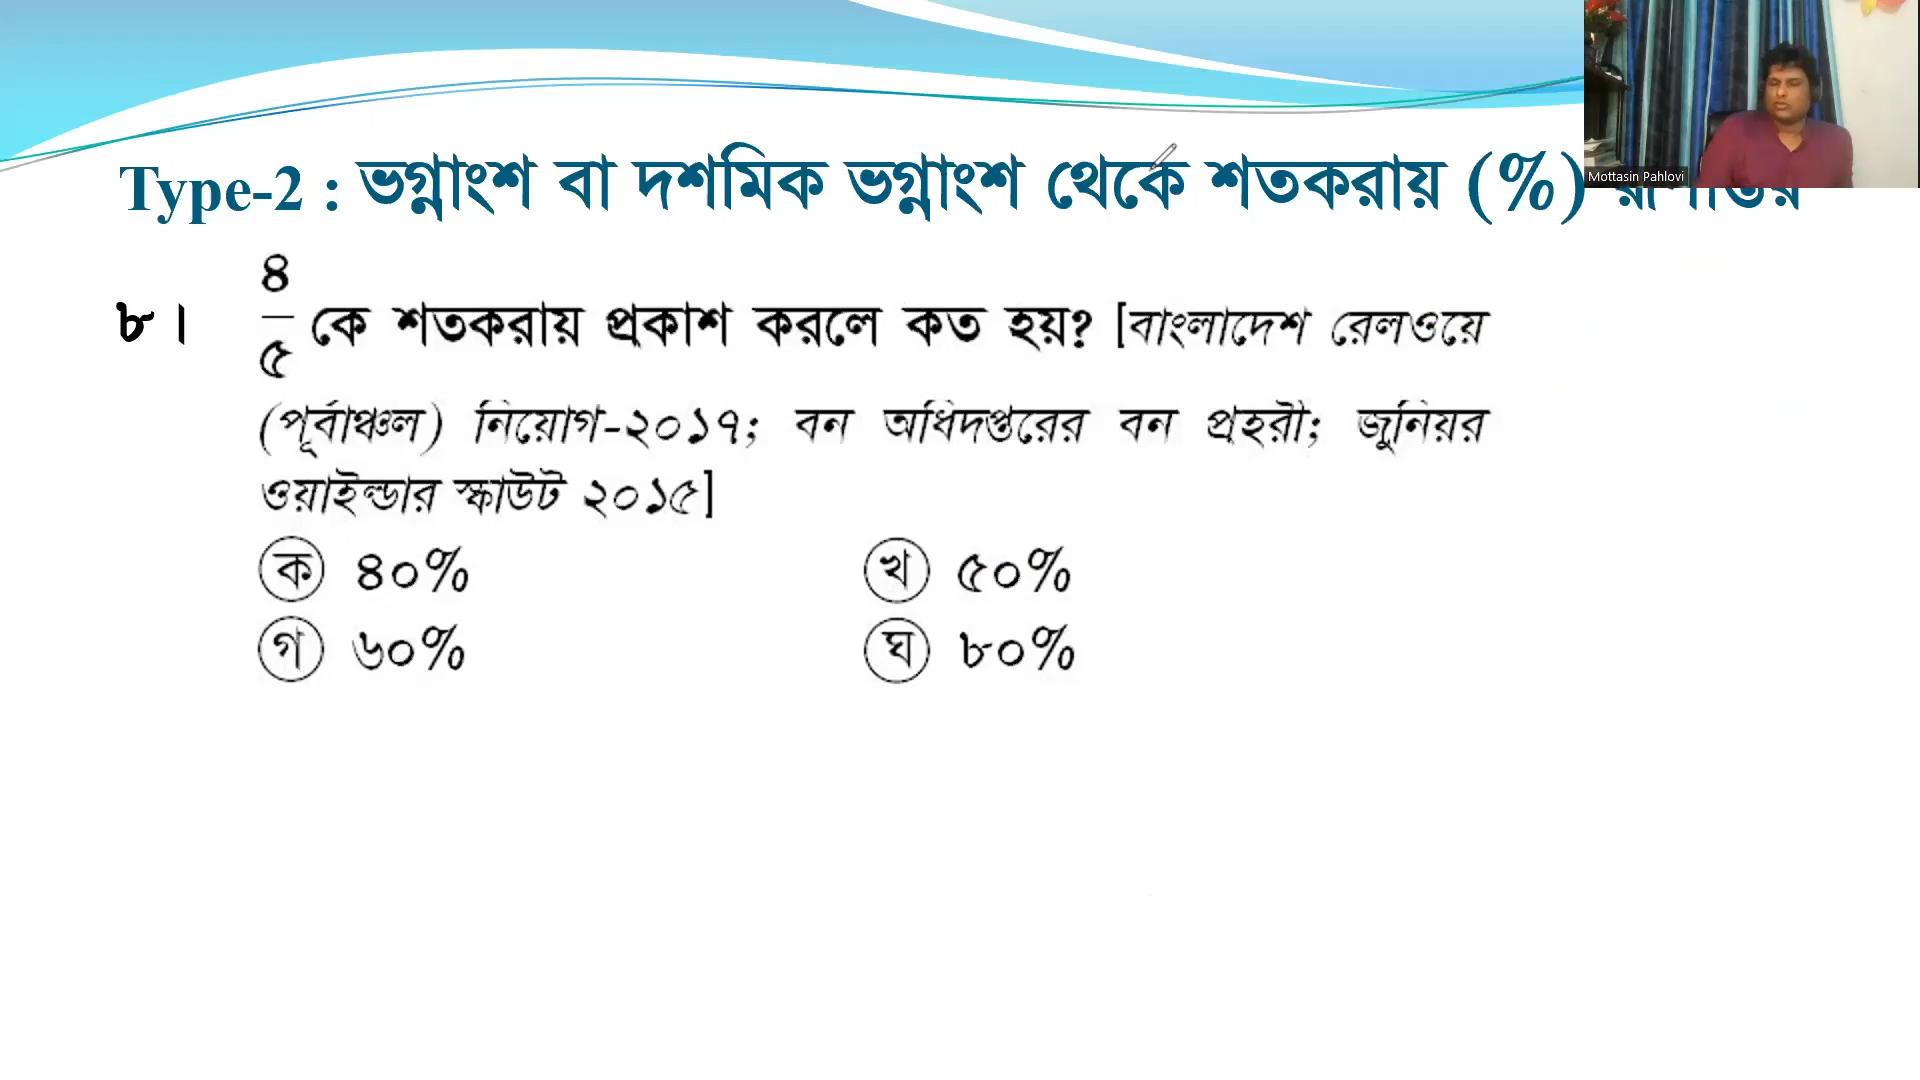 Mottasin Pahlovi
Type-2 : ভগ্নাংশ বা দশমিক ভগ্নাংশ থেকে শতকরায় (%)
৮। ৪/৫ কে শতকরায় প্রকাশ করলে কত হয়? [বাংলাদেশ রেলওয়ে
(পূর্বাঞ্চল) নিয়োগ-২০১৭; বন অধিদপ্তরের বন প্রহরী; জুনিয়র
ওয়াইল্ডার স্কাউট ২০১৫]
ক ৪০% খ ৫০%
গ ৬০% ঘ ৮০%